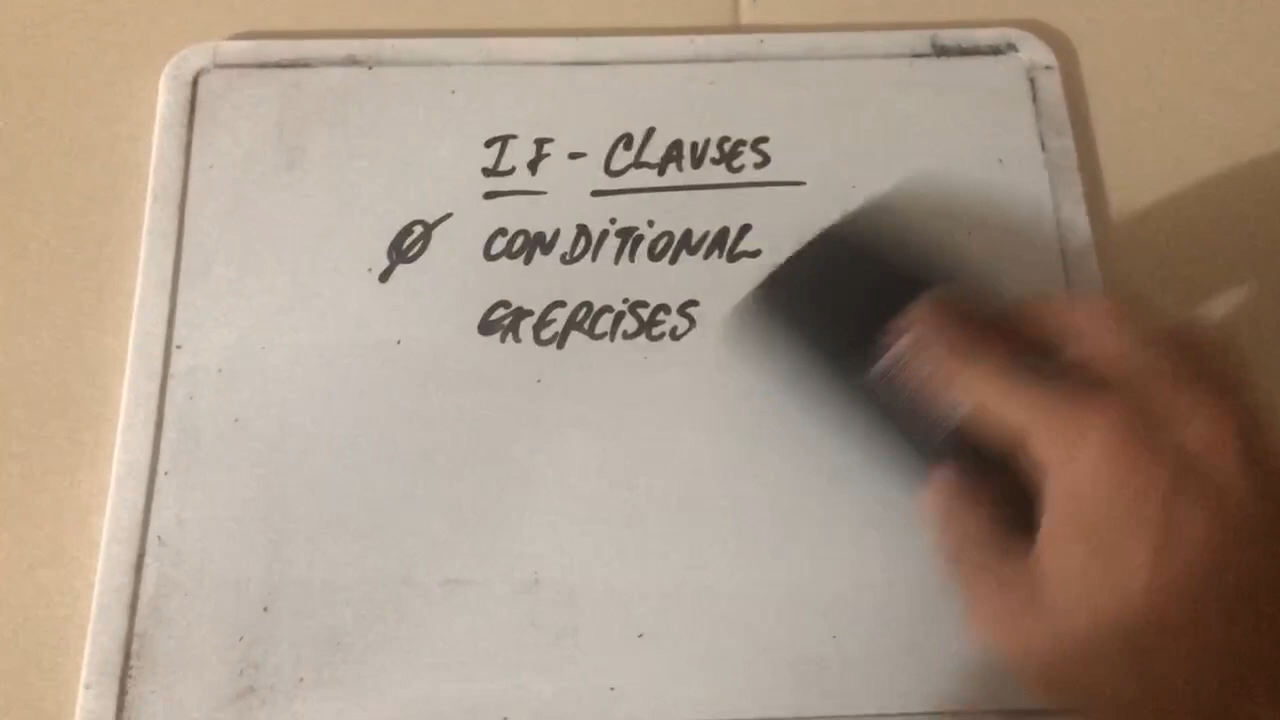 IF - CLAUSES
Ø CONDITIONAL
EXERCISES